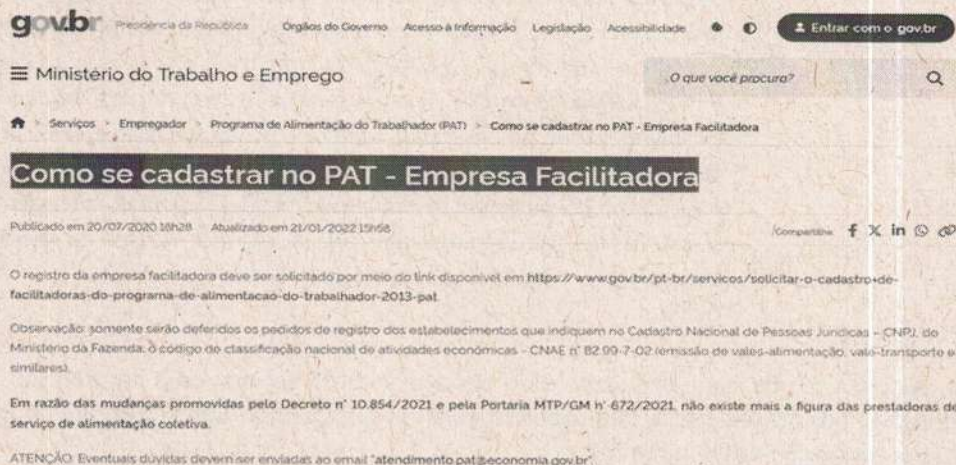 gov.br Presidência da República Órgãos do Governo Acesso à Informação Legislação Acessibilidade Entrar com o gov.br
Ministério do Trabalho e Emprego O que você procura?
Serviços > Empregador > Programa de Alimentação do Trabalhador (PAT) > Como se cadastrar no PAT - Empresa Facilitadora
Como se cadastrar no PAT - Empresa Facilitadora
Publicado em 20/07/2020 16h28 Atualizado em 21/01/2022 15h58 Compartilhe:
O registro da empresa facilitadora deve ser solicitado por meio do link disponível em https://www.gov.br/pt-br/servicos/solicitar-o-cadastro-de-
facilitadoras-do-programa-de-alimentacao-do-trabalhador-2013-pat
Observação: somente serão deferidos os pedidos de registro dos estabelecimentos que indiquem no Cadastro Nacional de Pessoas Jurídicas – CNPJ, do
Ministério da Fazenda, o código de classificação nacional de atividades econômicas – CNAE n° 82.99-7-02 (emissão de vales-alimentação, vale-transporte e
similares).
Em razão das mudanças promovidas pelo Decreto n° 10.854/2021 e pela Portaria MTP/GM n° 672/2021, não existe mais a figura das prestadoras de
serviço de alimentação coletiva.
ATENÇÃO: Eventuais dúvidas devem ser enviadas ao email "atendimento.pat@economia.gov.br".